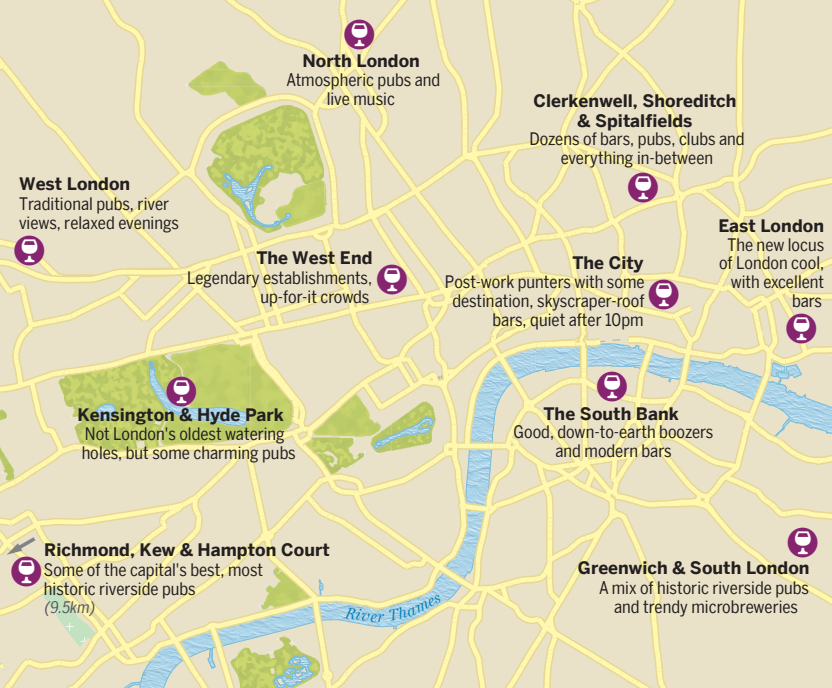 North London
Atmospheric pubs and
live music
Clerkenwell, Shoreditch
& Spitalfields
Dozens of bars, pubs, clubs and
everything in-between
West London
Traditional pubs, river
views, relaxed evenings
East London
The new locus
of London cool,
with excellent
bars
The West End
Legendary establishments,
up-for-it crowds
The City
Post-work punters with some
destination, skyscraper-roof
bars, quiet after 10pm
Kensington & Hyde Park
Not London's oldest watering
holes, but some charming pubs
The South Bank
Good, down-to-earth boozers
and modern bars
Richmond, Kew & Hampton Court
Some of the capital's best, most
historic riverside pubs
(9.5km)
Greenwich & South London
A mix of historic riverside pubs
and trendy microbreweries
River Thames